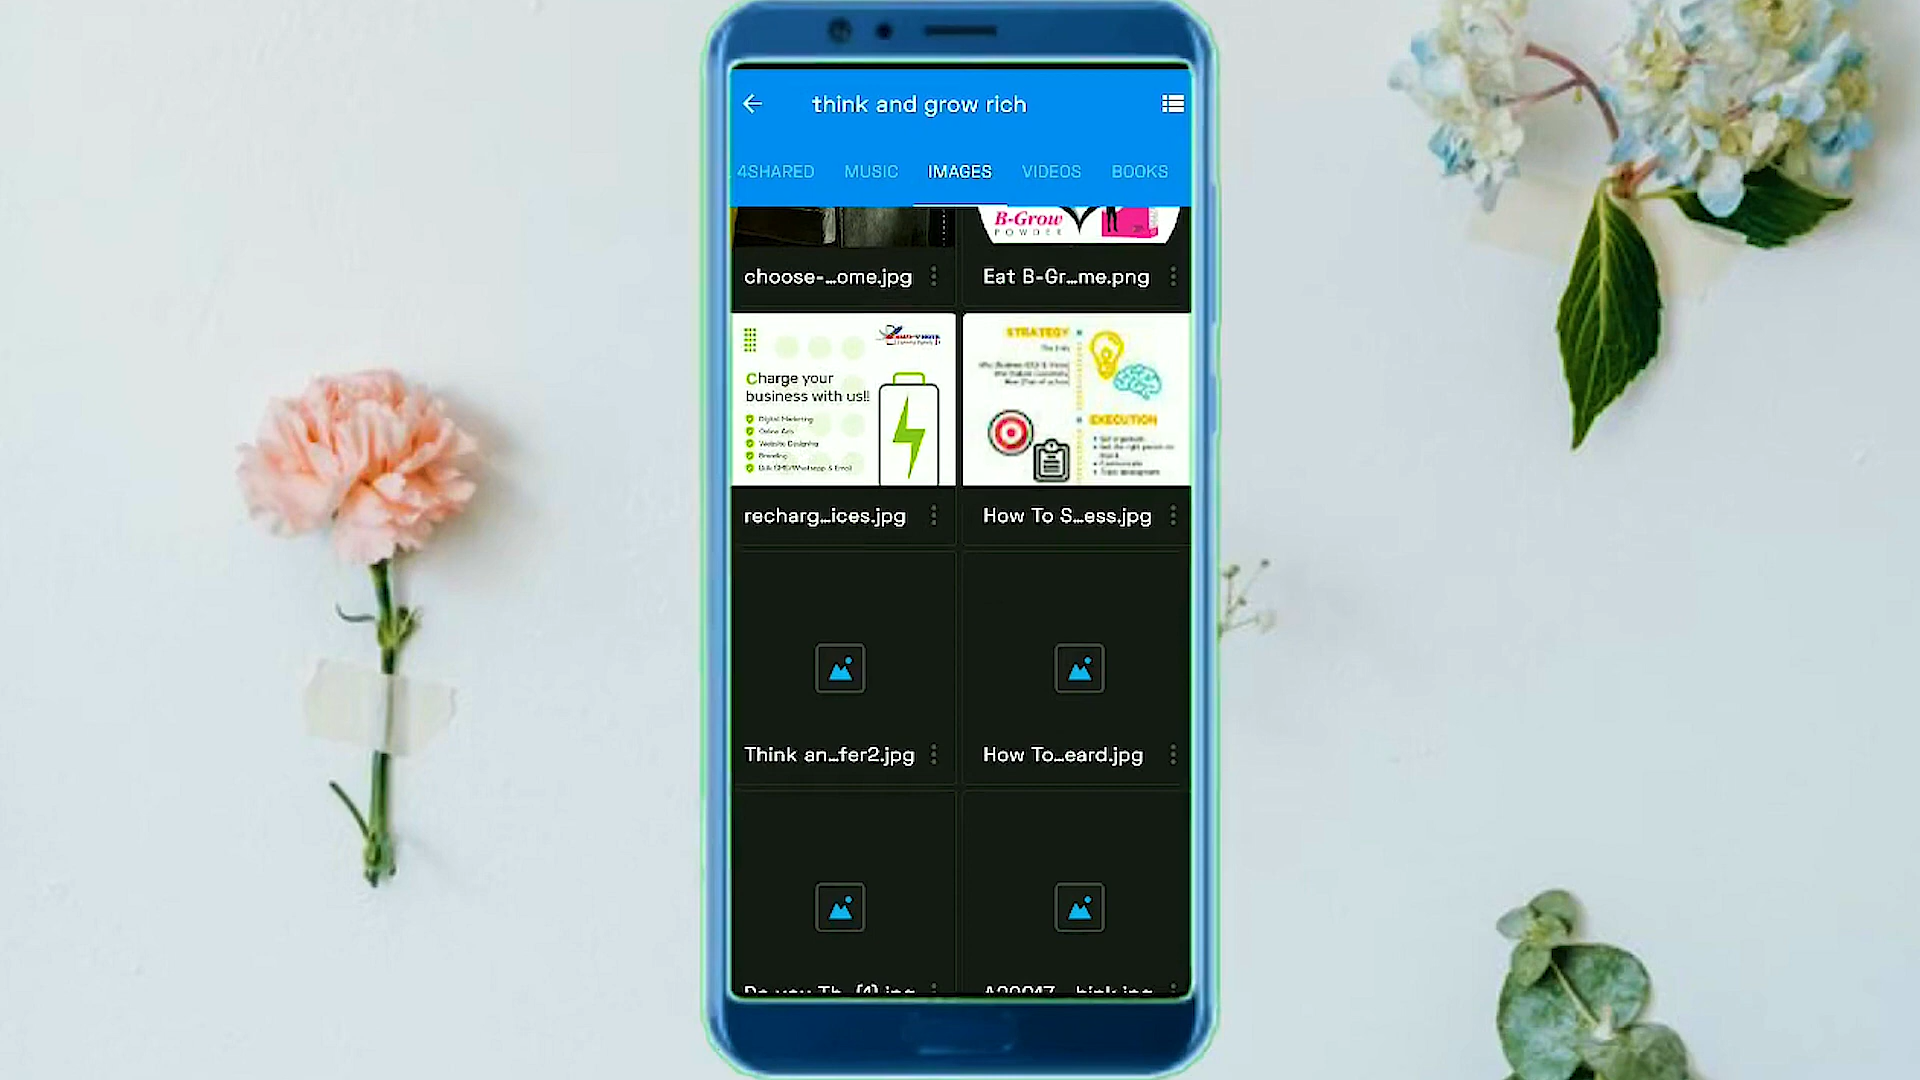 think and grow rich
4SHARED MUSIC IMAGES VIDEOS BOOKS
B-Grow
POWDER
choose-...ome.jpg
Eat B-Gr...me.png
Charge your
business with us!!
Digital Marketing
Online Ads
Website Designing
Branding
Bulk SMS/Whatsapp & Email
STRATEGY
EXECUTION
recharg...ices.jpg
How To S...ess.jpg
Think an...fer2.jpg
How To...eard.jpg